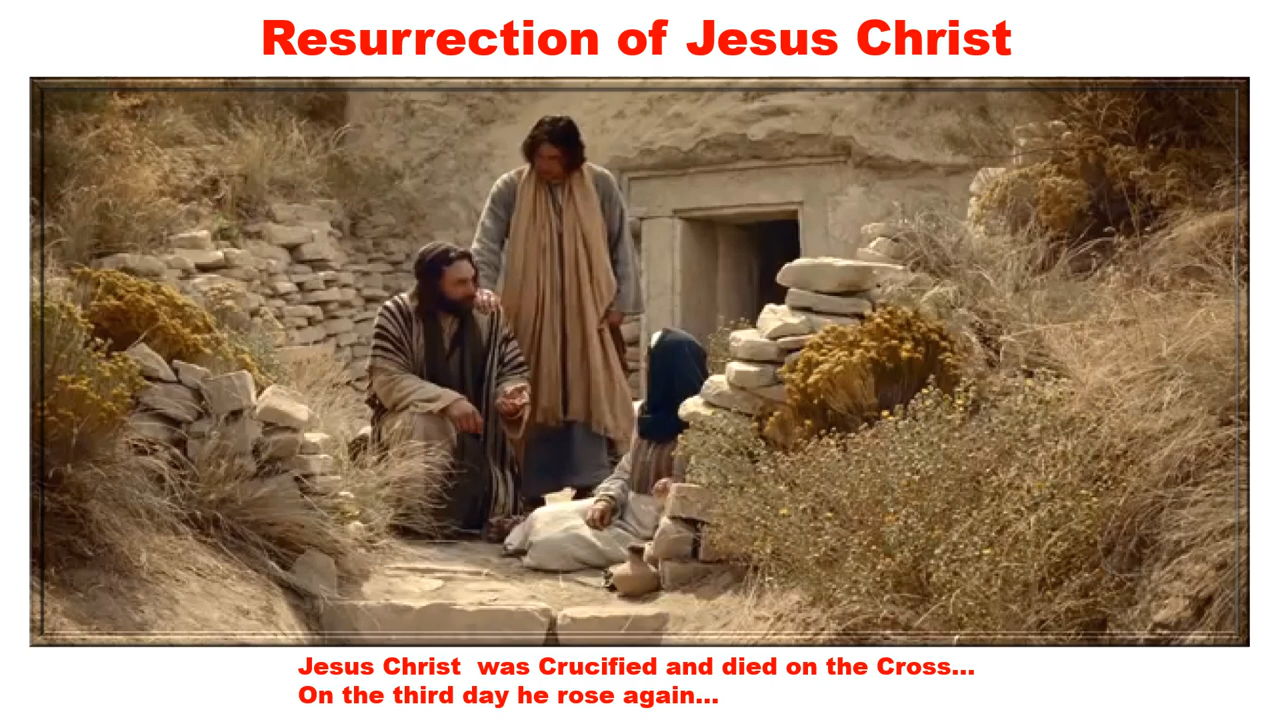 Resurrection of Jesus Christ
Jesus Christ  was Crucified and died on the Cross...
On the third day he rose again...